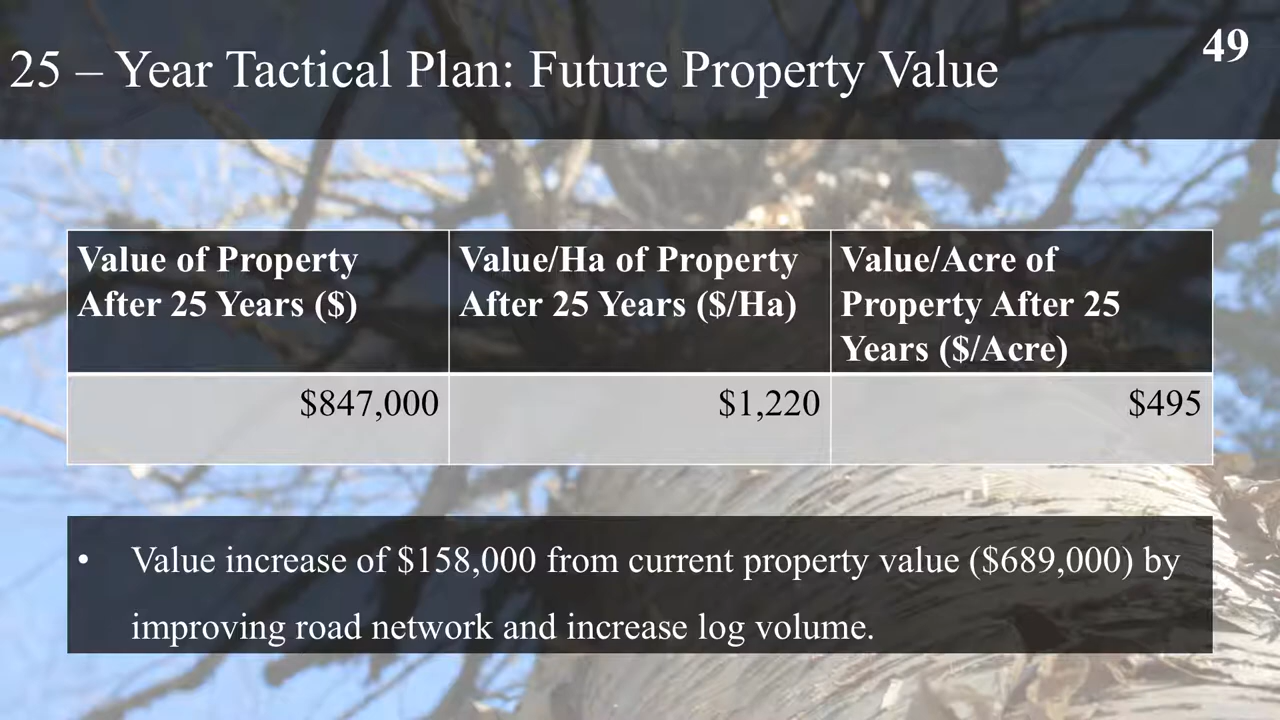 49
25 – Year Tactical Plan: Future Property Value
Value of Property
After 25 Years ($)
Value/Ha of Property
After 25 Years ($/Ha)
Value/Acre of
Property After 25
Years ($/Acre)
$847,000
$1,220
$495
• Value increase of $158,000 from current property value ($689,000) by
improving road network and increase log volume.